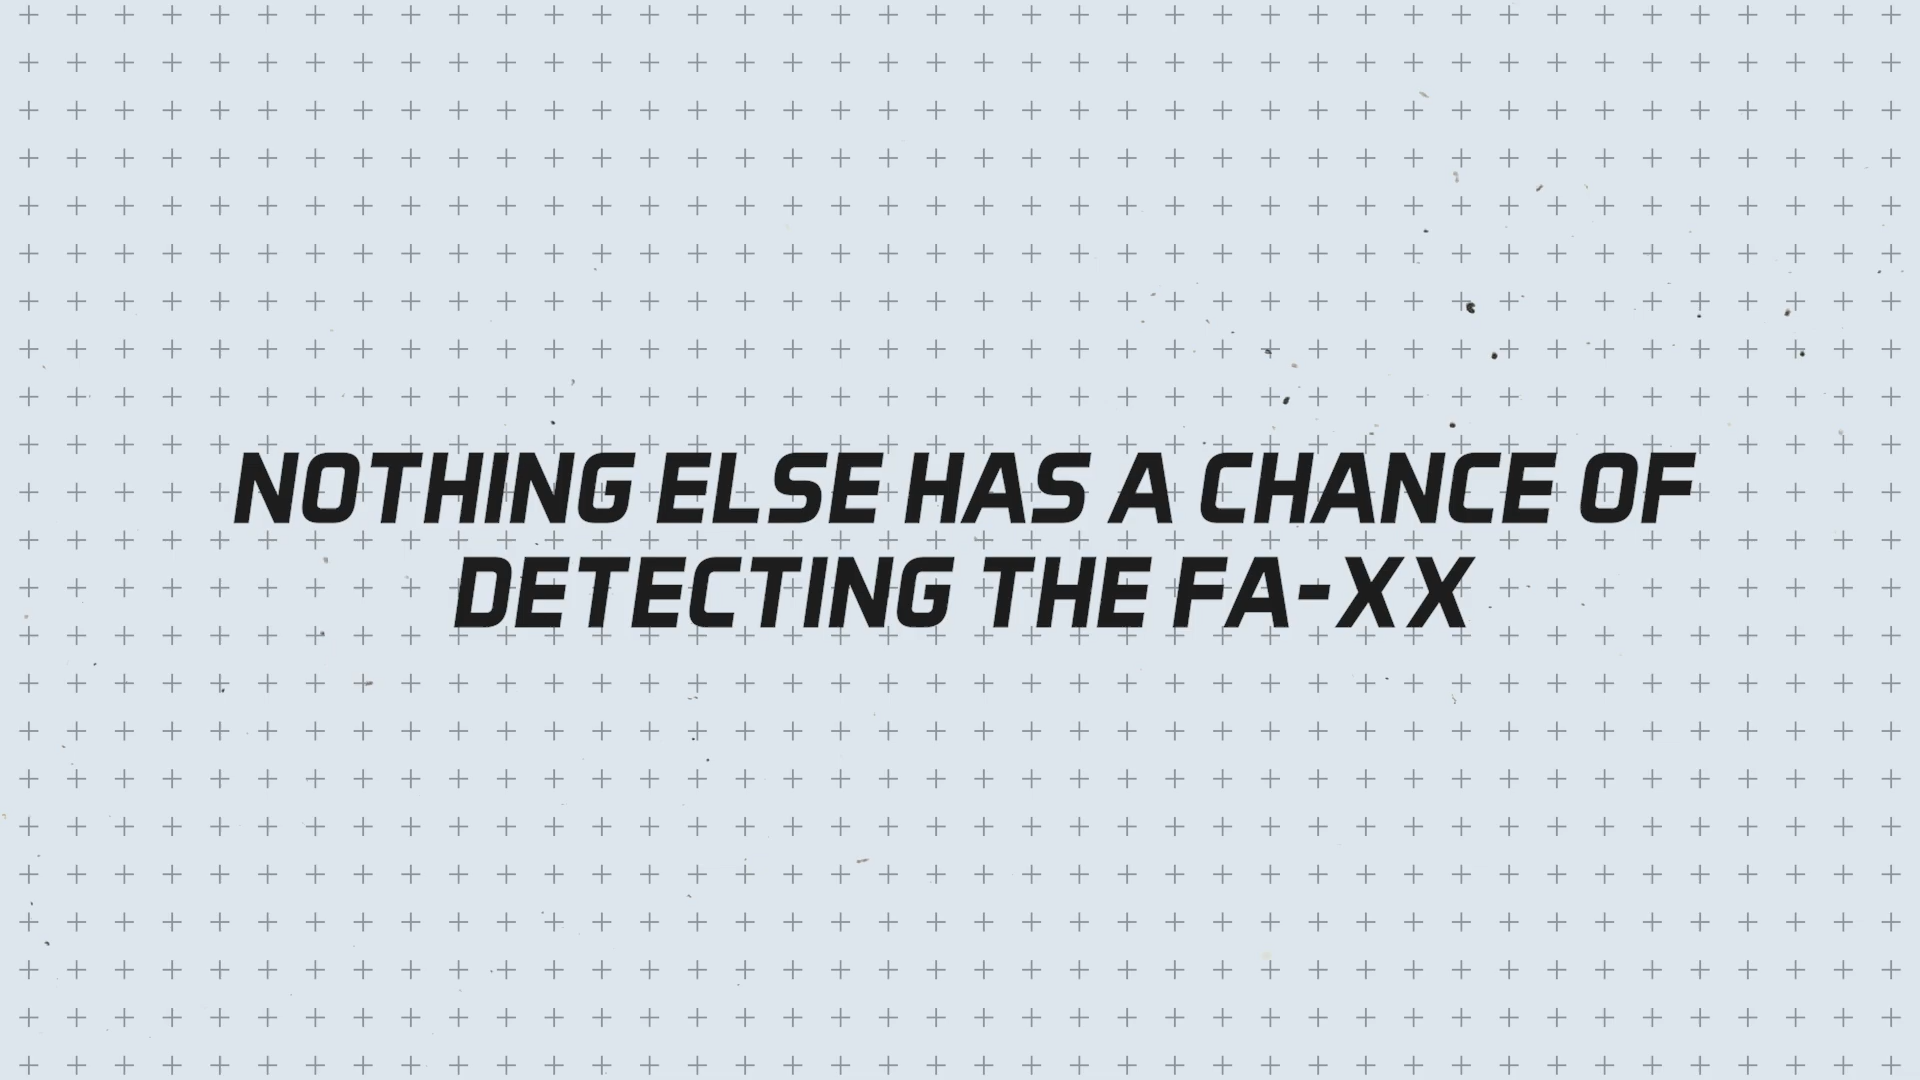 NOTHING ELSE HAS A CHANCE OF
DETECTING THE FA-XX